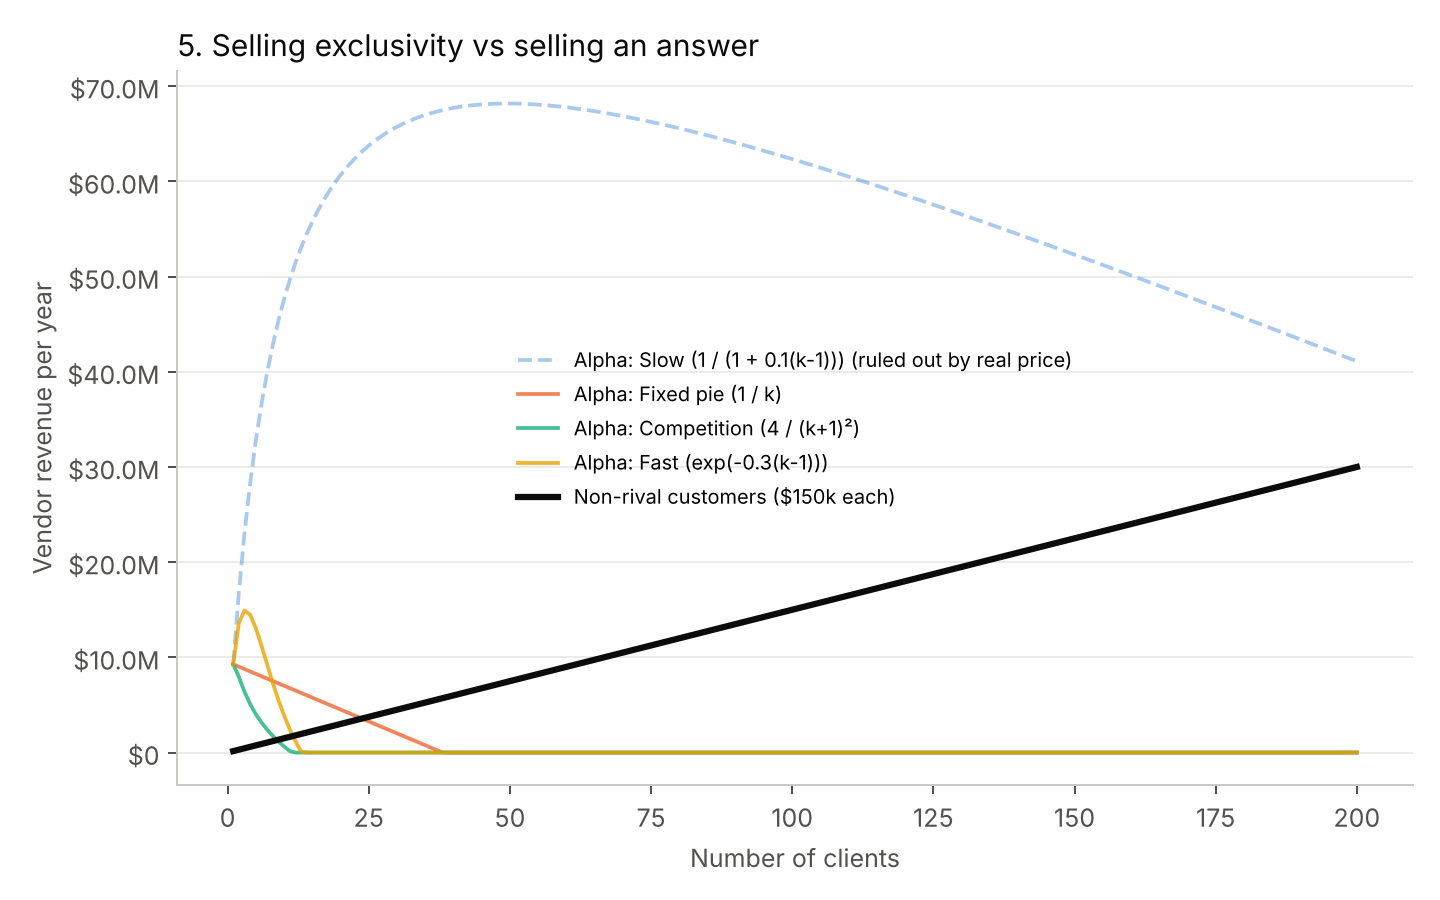 5. Selling exclusivity vs selling an answer
Vendor revenue per year
$70.0M
$60.0M
$50.0M
$40.0M
$30.0M
$20.0M
$10.0M
$0
Alpha: Slow (1 / (1 + 0.1(k-1))) (ruled out by real price)
Alpha: Fixed pie (1 / k)
Alpha: Competition (4 / (k+1)²)
Alpha: Fast (exp(-0.3(k-1)))
Non-rival customers ($150k each)
0 25 50 75 100 125 150 175 200
Number of clients